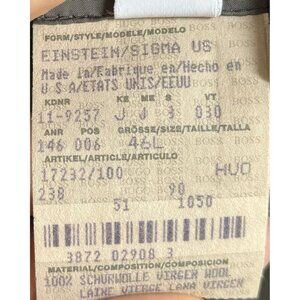 FORM/STYLE/MODELE/MODELO
EINSTEIN/SIGMA US
Made in/Fabrique en/Hecho en
U S A/ETATS UNIS/EEUU
KDNR KE ME S V
11-9257 J J 3 030
ANR POS GRÖSSE/SIZE/TAILLE/TALLA
146 006 46L
ARTIKEL/ARTICLE/ARTICULO
17232/100 HUO
238 90
51 1050
3872 02908 3
MATERIAL/COMPOSITION/COMPOSICION
100% SCHURWOLLE VIRGEN WOOL
LAINE VIERGE LANA VIRGEN